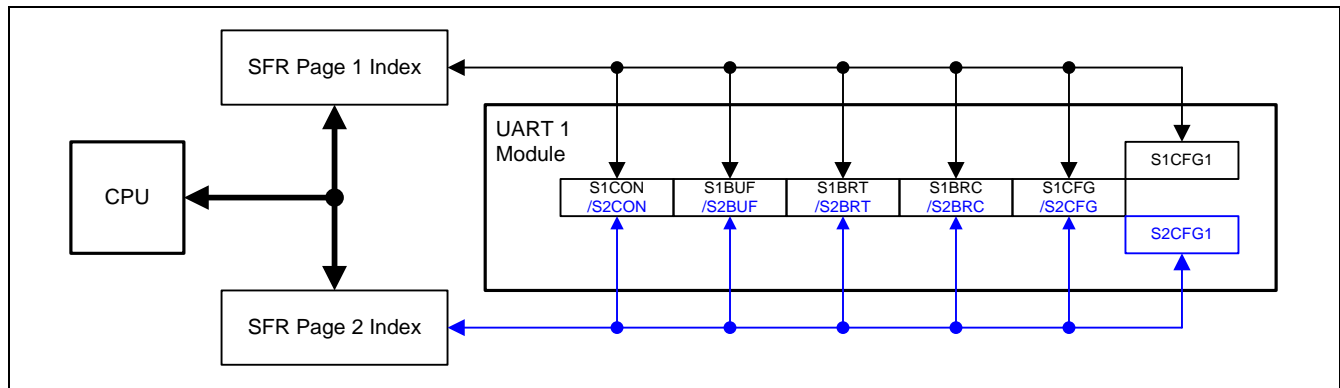 SFR Page 1 Index
UART 1
Module
S1CFG1
CPU
S1CON
/S2CON
S1BUF
/S2BUF
S1BRT
/S2BRT
S1BRC
/S2BRC
S1CFG
/S2CFG
S2CFG1
SFR Page 2 Index